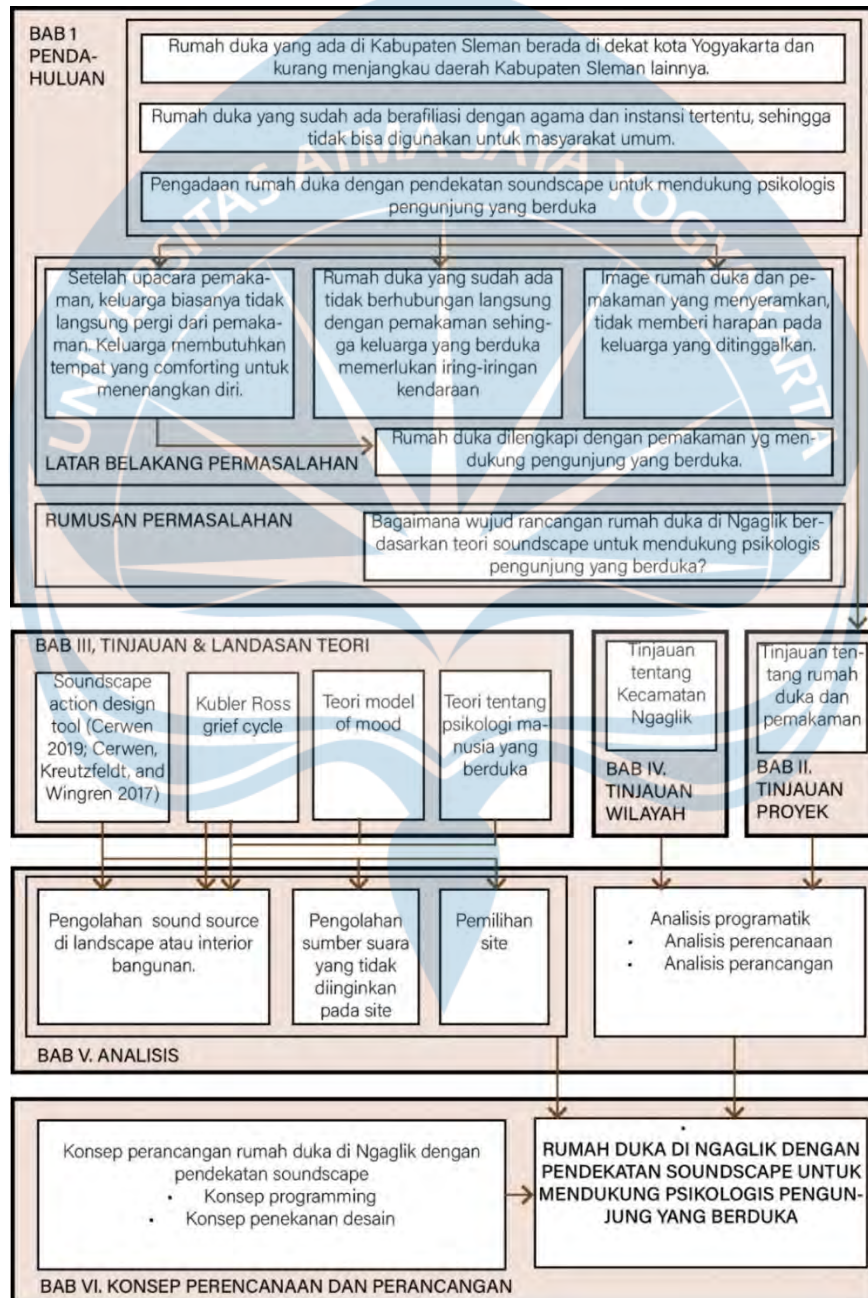 BAB 1
PENDA-
HULUAN
Rumah duka yang ada di Kabupaten Sleman berada di dekat kota Yogyakarta dan
kurang menjangkau daerah Kabupaten Sleman lainnya.
Rumah duka yang sudah ada berafiliasi dengan agama dan instansi tertentu, sehingga
tidak bisa digunakan untuk masyarakat umum.
Pengadaan rumah duka dengan pendekatan soundscape untuk mendukung psikologis
pengunjung yang berduka
Setelah upacara pemaka-
man, keluarga biasanya tidak
langsung pergi dari pemaka-
man. Keluarga membutuhkan
tempat yang comforting untuk
menenangkan diri.
Rumah duka yang sudah ada
tidak berhubungan langsung
dengan pemakaman sehing-
ga keluarga yang berduka
memerlukan iring-iringan
kendaraan
Image rumah duka dan pe-
makaman yang menyeramkan,
tidak memberi harapan pada
keluarga yang ditinggalkan.
Rumah duka dilengkapi dengan pemakaman yg men-
dukung pengunjung yang berduka.
LATAR BELAKANG PERMASALAHAN
RUMUSAN PERMASALAHAN
Bagaimana wujud rancangan rumah duka di Ngaglik ber-
dasarkan teori soundscape untuk mendukung psikologis
pengunjung yang berduka?
BAB III, TINJAUAN & LANDASAN TEORI
Soundscape
action design
tool (Cerwen
2019; Cerwen,
Kreutzfeldt, and
Wingren 2017)
Kubler Ross
grief cycle
Teori model
of mood
Teori tentang
psikologi ma-
nusia yang
berduka
Tinjauan
tentang
Kecamatan
Ngaglik
BAB IV.
TINJAUAN
WILAYAH
Tinjauan ten-
tang rumah
duka dan
pemakaman
BAB II.
TINJAUAN
PROYEK
Pengolahan sound source
di landscape atau interior
bangunan.
Pengolahan
sumber suara
yang tidak
diinginkan
pada site
Pemilihan
site
Analisis programatik
• Analisis perencanaan
• Analisis perancangan
BAB V. ANALISIS
Konsep perancangan rumah duka di Ngaglik dengan
pendekatan soundscape
• Konsep programming
• Konsep penekanan desain
RUMAH DUKA DI NGAGLIK DENGAN
PENDEKATAN SOUNDSCAPE UNTUK
MENDUKUNG PSIKOLOGIS PENGUN-
JUNG YANG BERDUKA
BAB VI. KONSEP PERENCANAAN DAN PERANCANGAN
UNIVERSITAS ATMA JAYA YOGYAKARTA